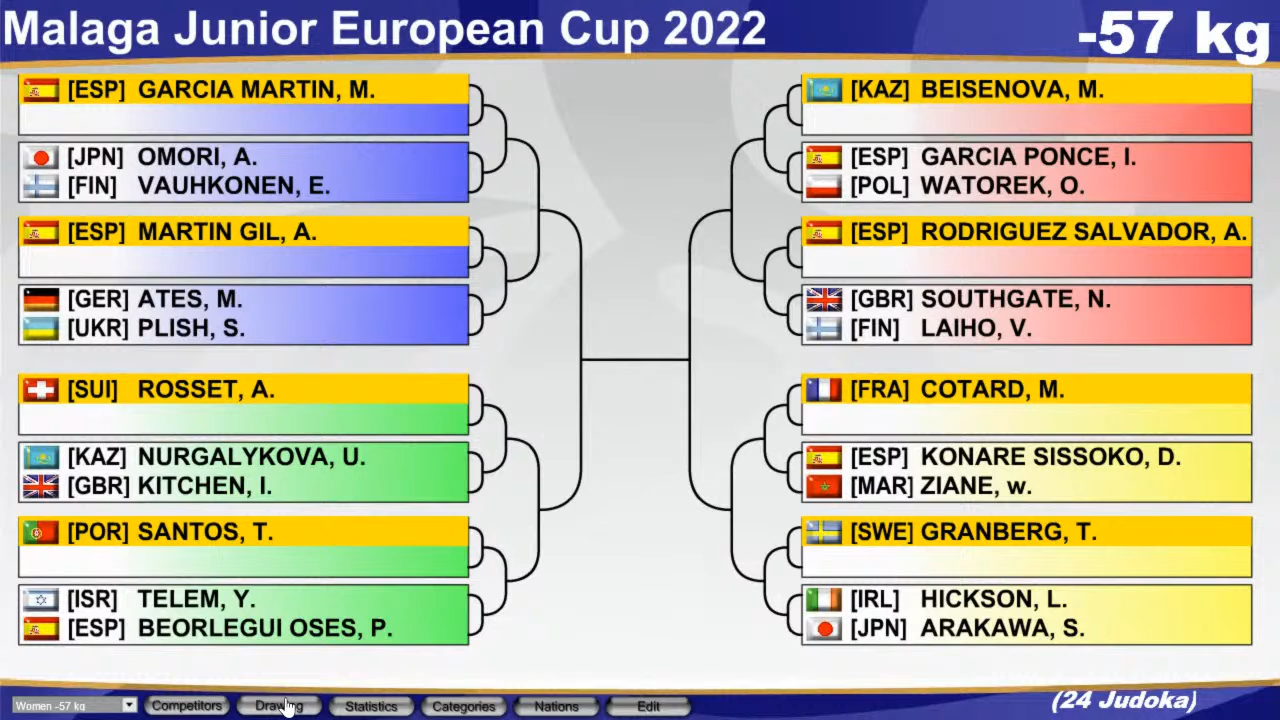 Malaga Junior European Cup 2022
-57 kg
[ESP] GARCIA MARTIN, M.
[JPN] OMORI, A.
[FIN] VAUHKONEN, E.
[ESP] MARTIN GIL, A.
[GER] ATES, M.
[UKR] PLISH, S.
[SUI] ROSSET, A.
[KAZ] NURGALYKOVA, U.
[GBR] KITCHEN, I.
[POR] SANTOS, T.
[ISR] TELEM, Y.
[ESP] BEORLEGUI OSES, P.
[KAZ] BEISENOVA, M.
[ESP] GARCIA PONCE, I.
[POL] WATOREK, O.
[ESP] RODRIGUEZ SALVADOR, A.
[GBR] SOUTHGATE, N.
[FIN] LAIHO, V.
[FRA] COTARD, M.
[ESP] KONARE SISSOKO, D.
[MAR] ZIANE, w.
[SWE] GRANBERG, T.
[IRL] HICKSON, L.
[JPN] ARAKAWA, S.
(24 Judoka)
Women -57 kg Competitors Drawing Statistics Categories Nations Edit